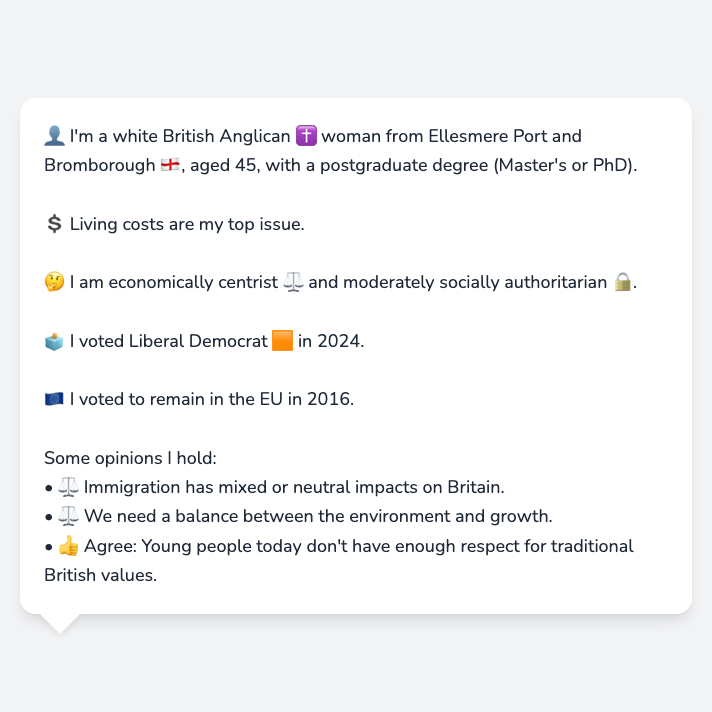 👤 I'm a white British Anglican ✝️ woman from Ellesmere Port and
Bromborough 🏴󠁧󠁢󠁥󠁮󠁧󠁿, aged 45, with a postgraduate degree (Master's or PhD).
💲 Living costs are my top issue.
🤔 I am economically centrist ⚖️ and moderately socially authoritarian 🔒.
🗳️ I voted Liberal Democrat 🟧 in 2024.
🇪🇺 I voted to remain in the EU in 2016.
Some opinions I hold:
• ⚖️ Immigration has mixed or neutral impacts on Britain.
• ⚖️ We need a balance between the environment and growth.
• 👍 Agree: Young people today don't have enough respect for traditional
British values.